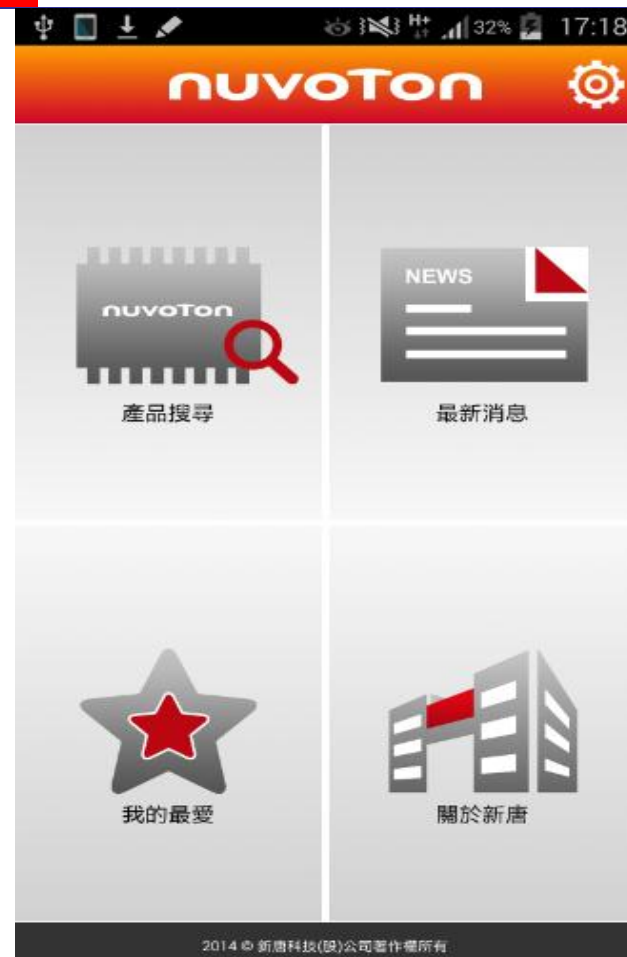 H+
32%
17:18
nuvoTon
nuvoTon
產品搜尋
NEWS
最新消息
我的最愛
關於新唐
2014 © 新唐科技(股)公司著作權所有